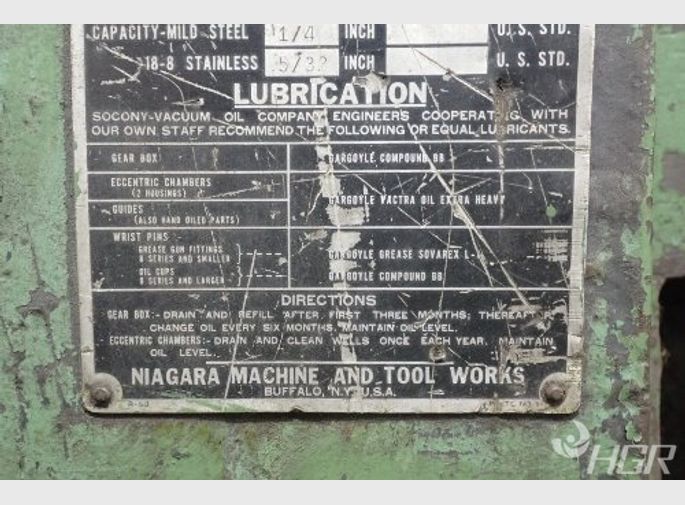 CAPACITY-MILD STEEL 1/4 INCH U.S. STD.
18-8 STAINLESS 5/32 INCH U.S. STD.
LUBRICATION
SOCONY-VACUUM OIL COMPANY ENGINEERS COOPERATING WITH
OUR OWN STAFF RECOMMEND THE FOLLOWING OR EQUAL LUBRICANTS.
GEAR BOX GARGOYLE COMPOUND BB
ECCENTRIC CHAMBERS
(2 HOUSINGS)
GARGOYLE VACTRA OIL EXTRA HEAVY
GUIDES
(ALSO HAND OILED PARTS)
WRIST PINS
GREASE GUN FITTINGS
8 SERIES AND SMALLER
GARGOYLE GREASE SOVAREX L-
OIL CUPS
9 SERIES AND LARGER
GARGOYLE COMPOUND BB
DIRECTIONS
GEAR BOX:- DRAIN AND REFILL AFTER FIRST THREE MONTHS; THEREAFTER
CHANGE OIL EVERY SIX MONTHS. MAINTAIN OIL LEVEL.
ECCENTRIC CHAMBERS:- DRAIN AND CLEAN WELLS ONCE EACH YEAR. MAINTAIN
OIL LEVEL.
NIAGARA MACHINE AND TOOL WORKS
BUFFALO, N.Y. U.S.A.
HGR